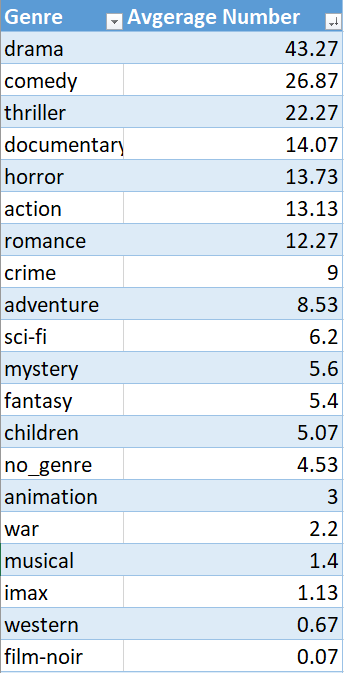 Genre Avgerage Number
drama 43.27
comedy 26.87
thriller 22.27
documentary 14.07
horror 13.73
action 13.13
romance 12.27
crime 9
adventure 8.53
sci-fi 6.2
mystery 5.6
fantasy 5.4
children 5.07
no_genre 4.53
animation 3
war 2.2
musical 1.4
imax 1.13
western 0.67
film-noir 0.07